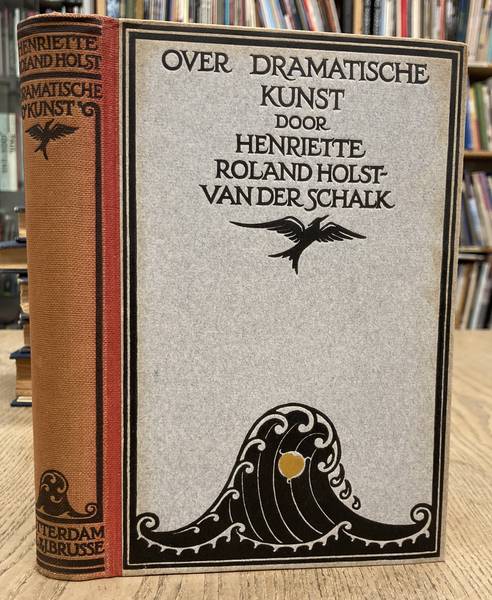 OVER DRAMATISCHE
KUNST
DOOR
HENRIETTE
ROLAND HOLST-
VAN DER SCHALK
HENRIETTE
ROLAND HOLST
DRAMATISCHE
KUNST
ROTTERDAM
BRUSSE